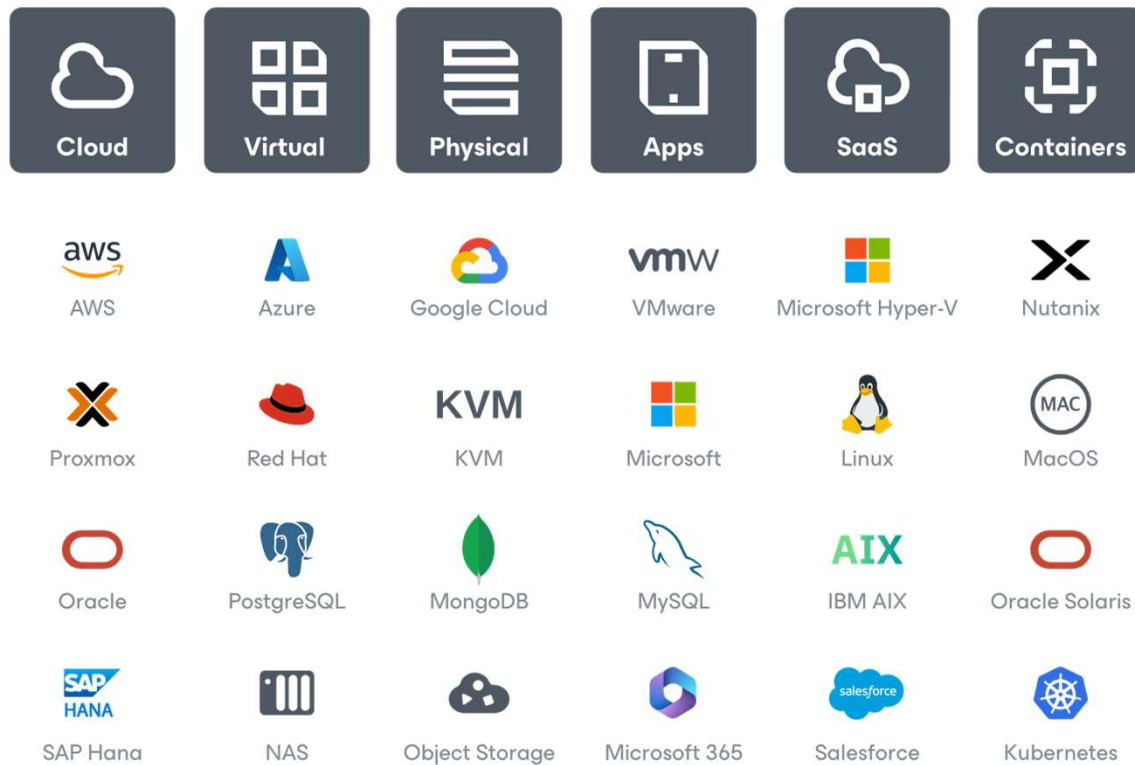 Cloud
Virtual
Physical
Apps
SaaS
Containers
aws
vmw
AWS
Azure
Google Cloud
VMware
Microsoft Hyper-V
Nutanix
KVM
MAC
Proxmox
Red Hat
KVM
Microsoft
Linux
MacOS
AIX
Oracle
PostgreSQL
MongoDB
MySQL
IBM AIX
Oracle Solaris
SAP
HANA
salesforce
SAP Hana
NAS
Object Storage
Microsoft 365
Salesforce
Kubernetes